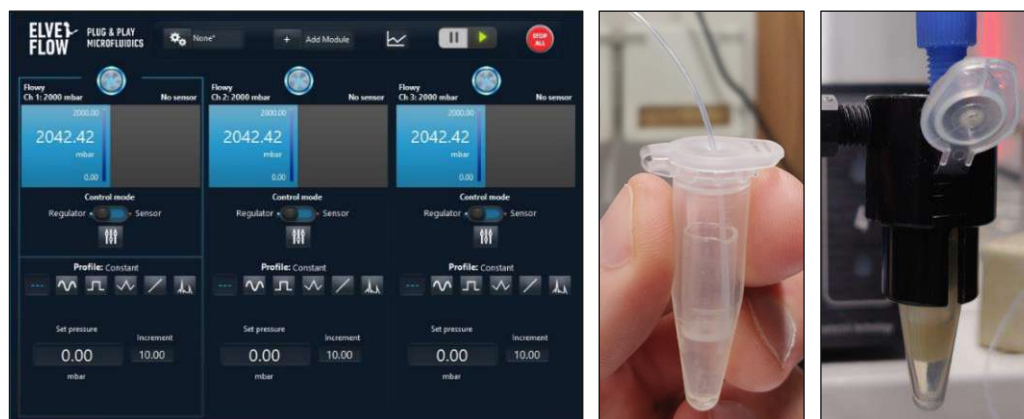 ELVEFLOW PLUG & PLAY MICROFLUIDICS
None*
+ Add Module
STOP ALL
Flowy
Ch 1: 2000 mbar No sensor
2000.00
2042.42
mbar
0.00
Control mode
Regulator Sensor
Profile: Constant
Set pressure
Increment
0.00
10.00
mbar
Flowy
Ch 2: 2000 mbar No sensor
2000.00
2042.42
mbar
0.00
Control mode
Regulator Sensor
Profile: Constant
Set pressure
Increment
0.00
10.00
mbar
Flowy
Ch 3: 2000 mbar No sensor
2000.00
2042.42
mbar
0.00
Control mode
Regulator Sensor
Profile: Constant
Set pressure
Increment
0.00
10.00
mbar